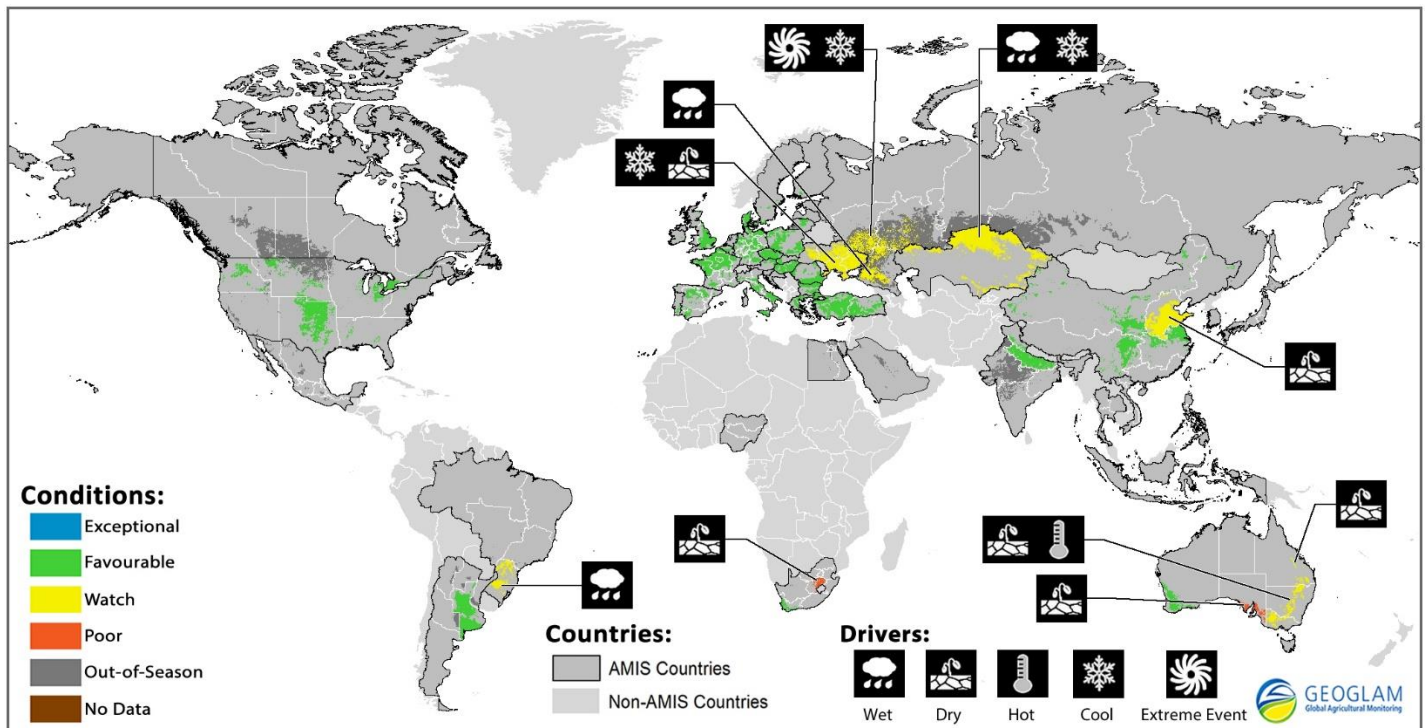 Conditions:
Exceptional
Favourable
Watch
Poor
Out-of-Season
No Data
Countries:
AMIS Countries
Non-AMIS Countries
Drivers:
Wet
Dry
Hot
Cool
Extreme Event
GEOGLAM
Global Agricultural Monitoring